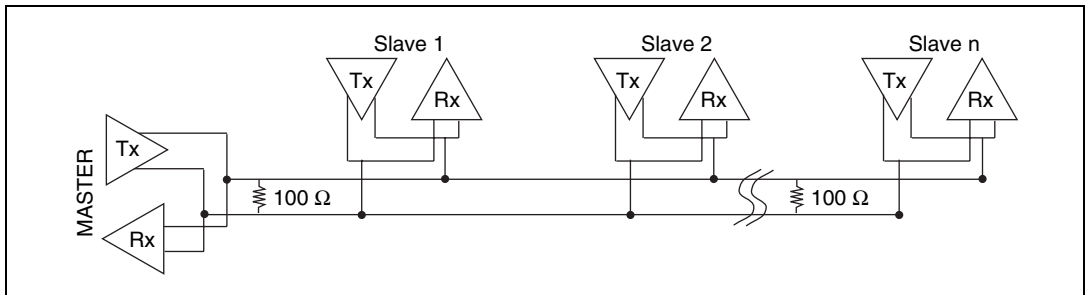 Slave 1
Slave 2
Slave n
Tx
Rx
Tx
Rx
Tx
Rx
MASTER
Tx
Rx
100 Ω
100 Ω